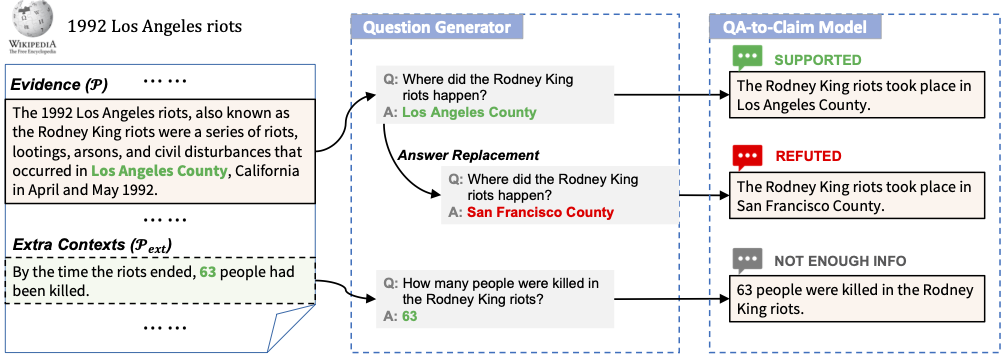 WIKIPEDIA
The Free Encyclopedia
1992 Los Angeles riots
Evidence (𝒫)
... ...
The 1992 Los Angeles riots, also known as
the Rodney King riots were a series of riots,
lootings, arsons, and civil disturbances that
occurred in Los Angeles County, California
in April and May 1992.
... ...
Extra Contexts (𝒫ext)
By the time the riots ended, 63 people had
been killed.
... ...
Question Generator
Q: Where did the Rodney King
riots happen?
A: Los Angeles County
Answer Replacement
Q: Where did the Rodney King
riots happen?
A: San Francisco County
Q: How many people were killed in
the Rodney King riots?
A: 63
QA-to-Claim Model
SUPPORTED
The Rodney King riots took place in
Los Angeles County.
REFUTED
The Rodney King riots took place in
San Francisco County.
NOT ENOUGH INFO
63 people were killed in the Rodney
King riots.